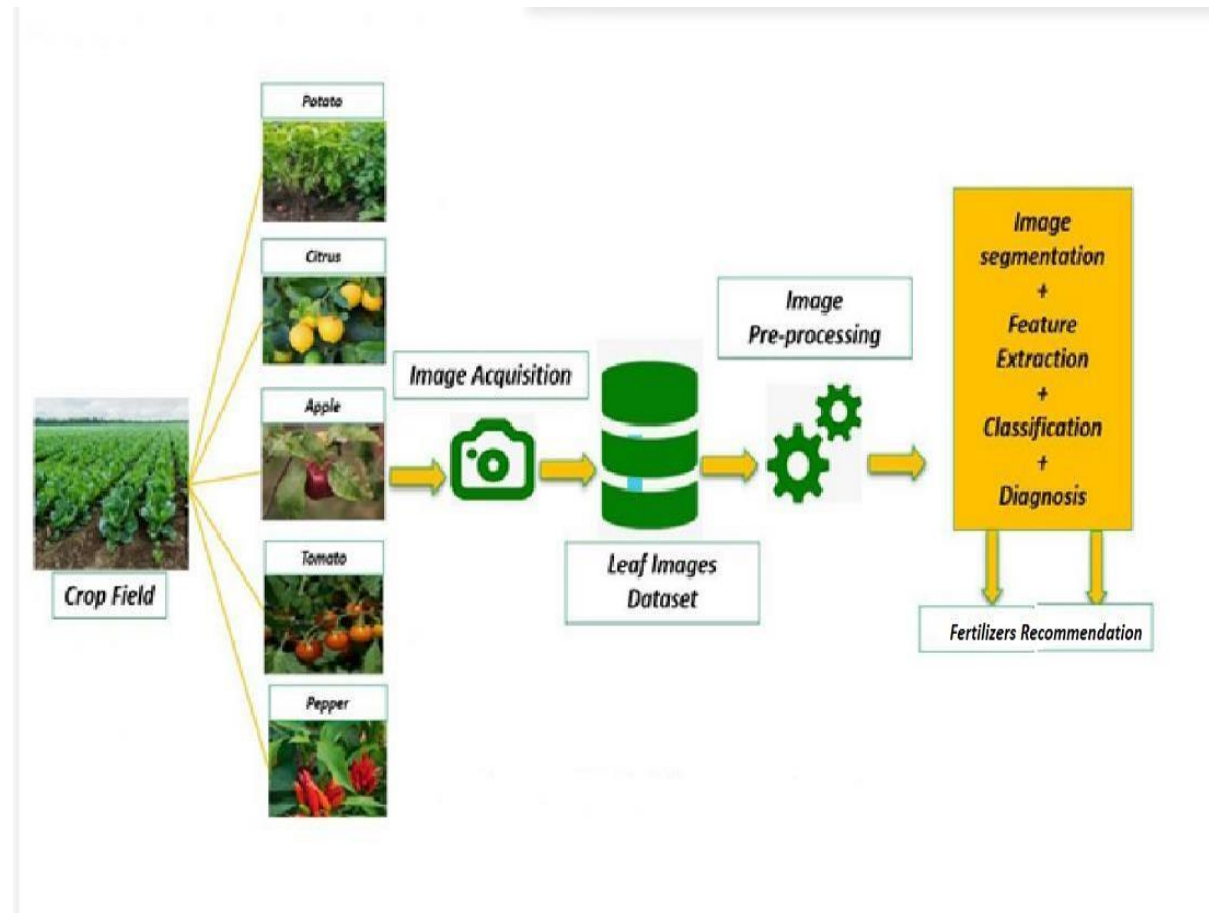 Potato
Citrus
Apple
Tomato
Pepper
Crop Field
Image Acquisition
Leaf Images
Dataset
Image
Pre-processing
Image
segmentation
+
Feature
Extraction
+
Classification
+
Diagnosis
Fertilizers Recommendation